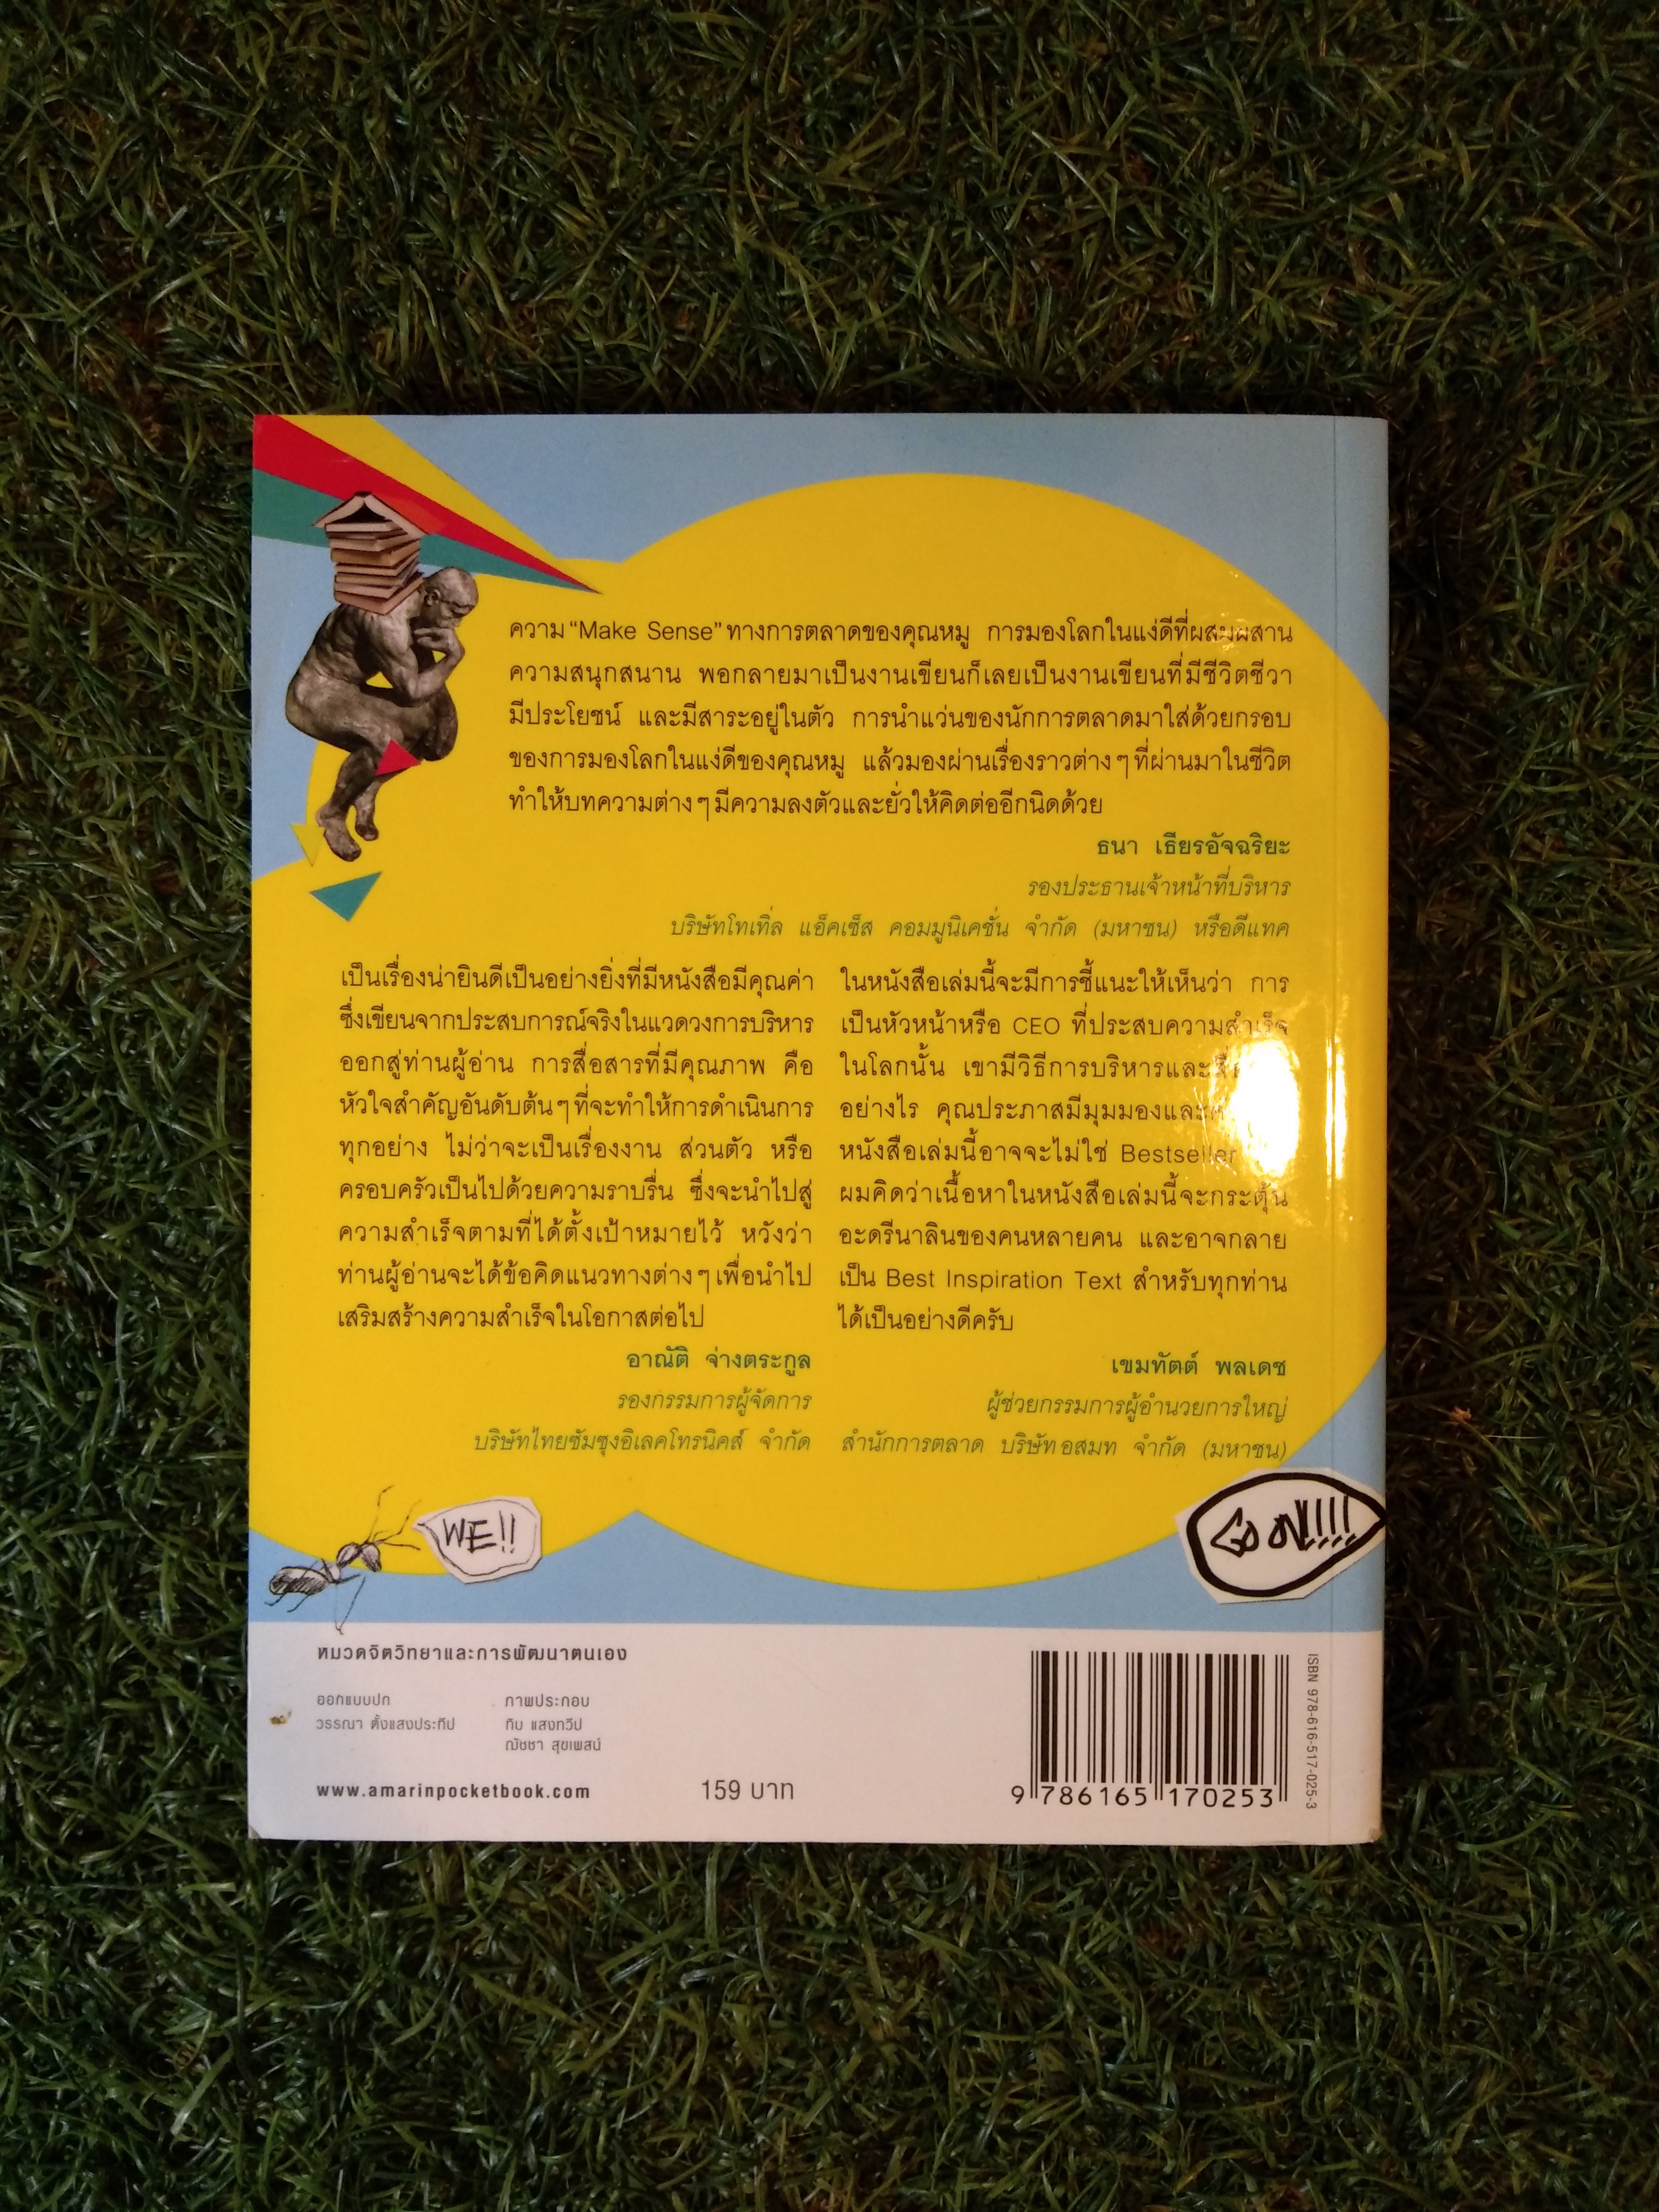 ความ “Make Sense” ทางการตลาดของคุณหมู การมองโลกในแง่ดีที่ผสมผสาน
ความสนุกสนาน พอกลายมาเป็นงานเขียนก็เลยเป็นงานเขียนที่มีชีวิตชีวา
มีประโยชน์ และมีสาระอยู่ในตัว การนำแว่นของนักการตลาดมาใส่ด้วยกรอบ
ของการมองโลกในแง่ดีของคุณหมู แล้วมองผ่านเรื่องราวต่าง ๆ ที่ผ่านมาในชีวิต
ทำให้บทความต่าง ๆ มีความลงตัวและยั่วให้คิดต่ออีกนิดด้วย
ธนา เธียรอัจฉริยะ
รองประธานเจ้าหน้าที่บริหาร
บริษัทโทเทิ่ล แอ็คเซ็ส คอมมูนิเคชั่น จำกัด (มหาชน) หรือดีแทค
เป็นเรื่องน่ายินดีเป็นอย่างยิ่งที่มีหนังสือมีคุณค่า
ซึ่งเขียนจากประสบการณ์จริงในแวดวงการบริหาร
ออกสู่ท่านผู้อ่าน การสื่อสารที่มีคุณภาพ คือ
หัวใจสำคัญอันดับต้น ๆ ที่จะทำให้การดำเนินการ
ทุกอย่าง ไม่ว่าจะเป็นเรื่องงาน ส่วนตัว หรือ
ครอบครัวเป็นไปด้วยความราบรื่น ซึ่งจะนำไปสู่
ความสำเร็จตามที่ได้ตั้งเป้าหมายไว้ หวังว่า
ท่านผู้อ่านจะได้ข้อคิดแนวทางต่าง ๆ เพื่อนำไป
เสริมสร้างความสำเร็จในโอกาสต่อไป
อาณัติ จ่างตระกูล
รองกรรมการผู้จัดการ
บริษัทไทยซัมซุงอิเลคโทรนิคส์ จำกัด
ในหนังสือเล่มนี้จะมีการชี้แนะให้เห็นว่า การ
เป็นหัวหน้าหรือ CEO ที่ประสบความสำเร็จ
ในโลกนั้น เขามีวิธีการบริหารและ
อย่างไร คุณประภาสมีมุมมองและ
หนังสือเล่มนี้อาจจะไม่ใช่ Bestseller
ผมคิดว่าเนื้อหาในหนังสือเล่มนี้จะกระตุ้น
อะดรีนาลินของคนหลายคน และอาจกลาย
เป็น Best Inspiration Text สำหรับทุกท่าน
ได้เป็นอย่างดีครับ
เขมทัตต์ พลเดช
ผู้ช่วยกรรมการผู้อำนวยการใหญ่
สำนักการตลาด บริษัท อสมท จำกัด (มหาชน)
WE!!
GO ON!!!!
หมวดจิตวิทยาและการพัฒนาตนเอง
ออกแบบปก
วรรณา ตั้งแสงประทีป
ภาพประกอบ
ทิบ แสงทวีป
ณัชชา สุขเพสน์
www.amarinpocketbook.com
159 บาท
9 786165 170253
ISBN 978-616-517-025-3